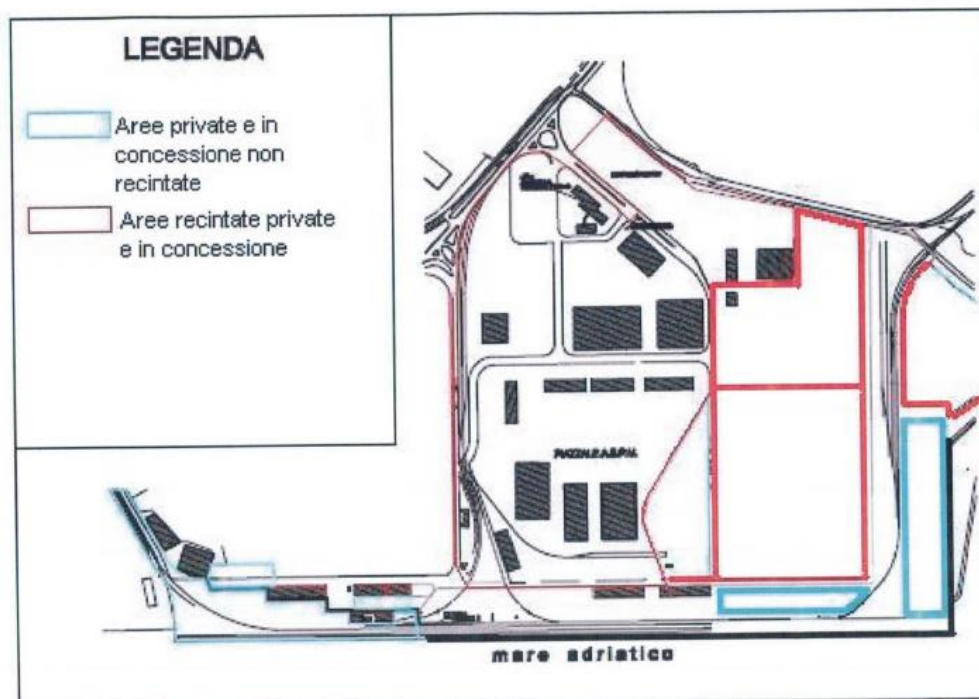 LEGENDA
Aree private e in
concessione non
recintate
Aree recintate private
e in concessione
mare adriatico